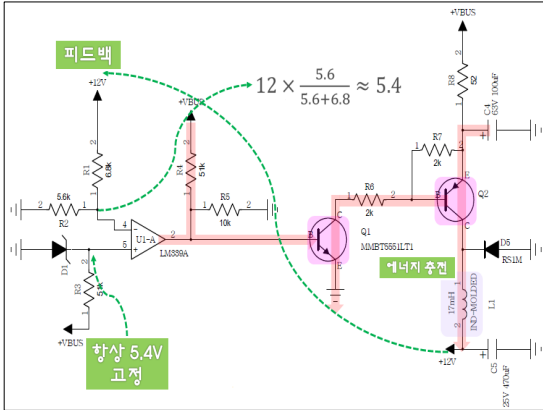 피드백
12 × 5.6 / (5.6+6.8) ≈ 5.4
+VBUS
+12V
R8
52
C4
63V 100uF
R1
6.8k
R4
51k
R7
2k
E
B
Q2
C
5.6k
R2
R5
10k
R6
2k
C
B
Q1
MMBT5551LT1
E
U1-A
LM339A
D1
R3
에너지 충전
D5
RS1M
17mH
IND-MOLDED
L1
+VBUS
항상 5.4V
고정
+12V
C5
25V 470uF